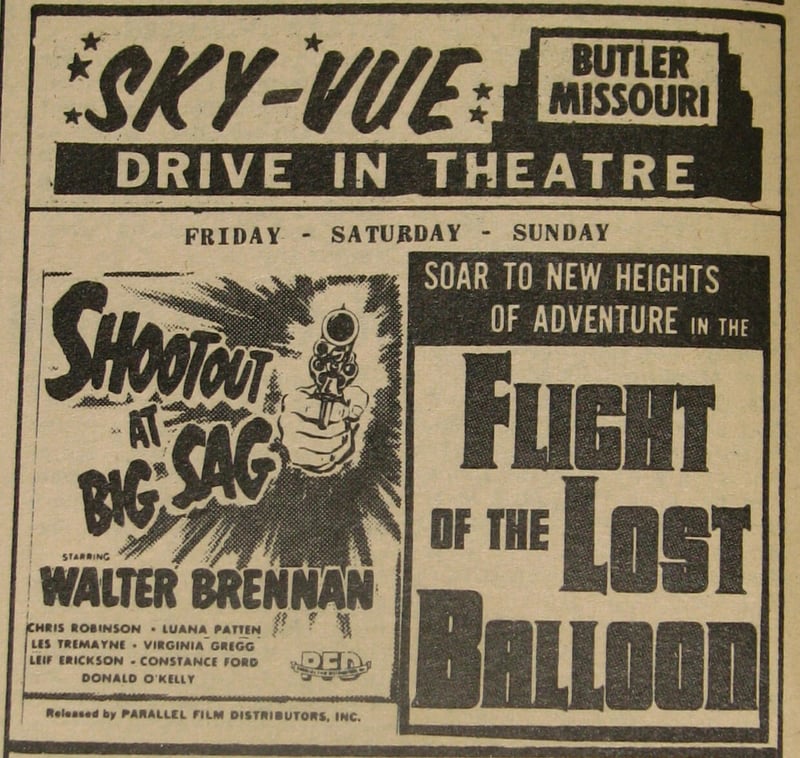 SKY-VUE
BUTLER
MISSOURI
DRIVE IN THEATRE
FRIDAY - SATURDAY - SUNDAY
SHOOTOUT
AT
BIG SAG
STARRING
WALTER BRENNAN
CHRIS ROBINSON • LUANA PATTEN
LES TREMAYNE • VIRGINIA GREGG
LEIF ERICKSON • CONSTANCE FORD
DONALD O'KELLY
PFD
Released by PARALLEL FILM DISTRIBUTORS, INC.
SOAR TO NEW HEIGHTS
OF ADVENTURE IN THE
FLIGHT
OF THE LOST
BALLOON